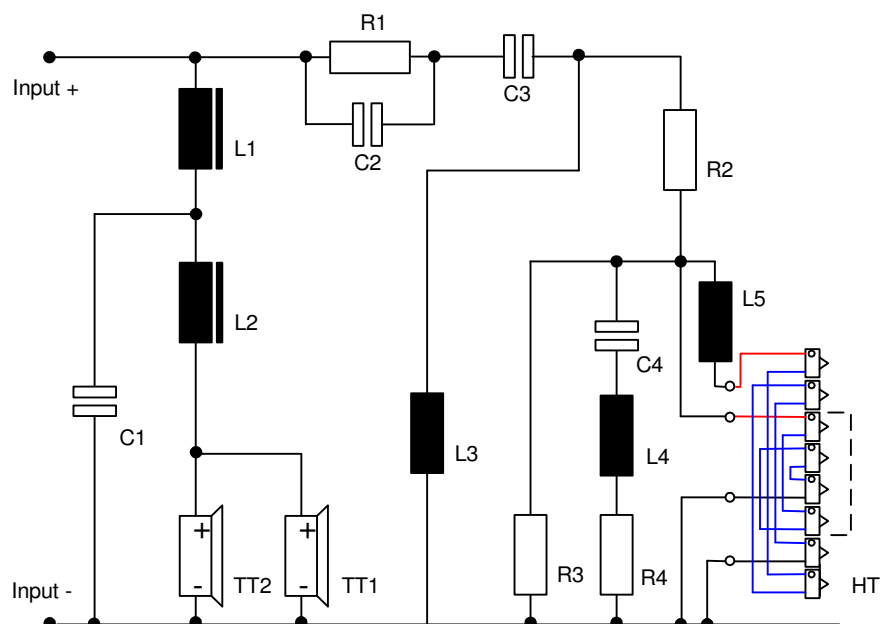 R1
Input +
C3
C2
L1
R2
L5
L2
C4
C1
L3
L4
+
+
TT2
TT1
R3
R4
HT
Input -
-
-